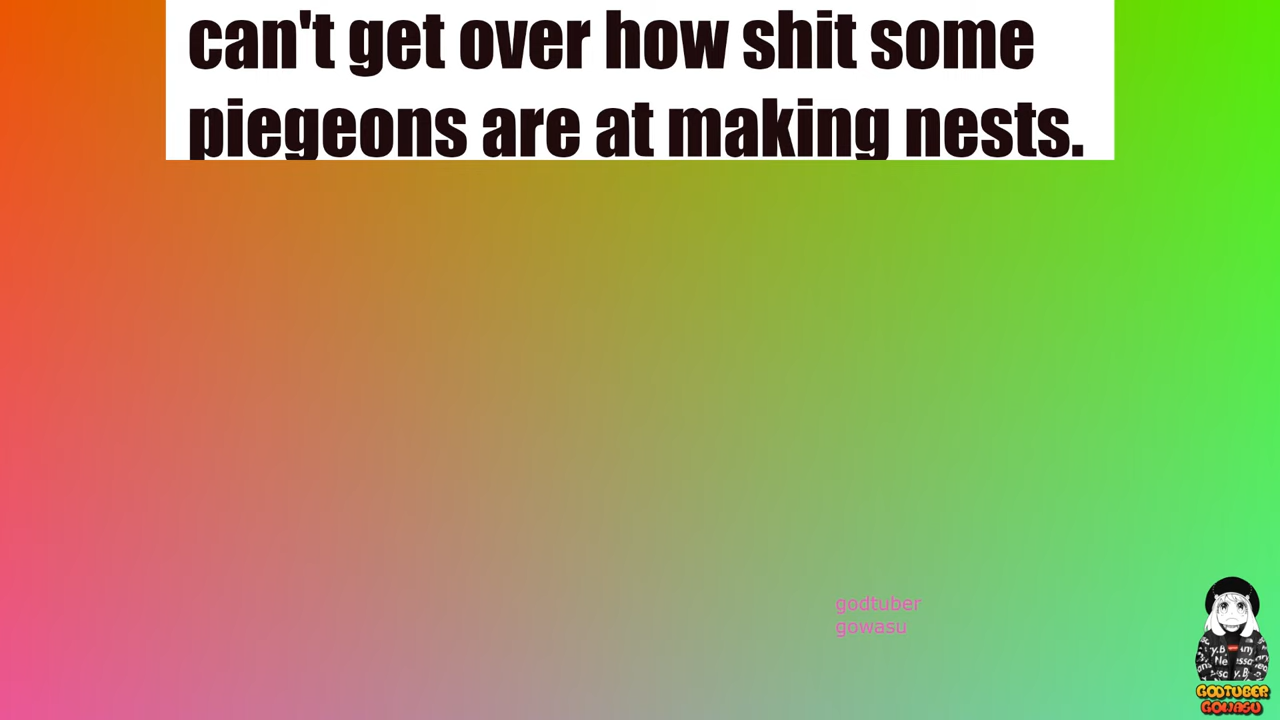 can't get over how shit some
piegeons are at making nests.
godtuber
gowasu
GODTUBER
GOWASU